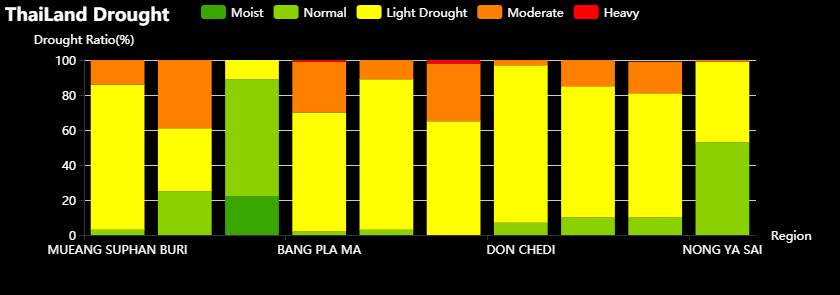 ThaiLand Drought
Moist Normal Light Drought Moderate Heavy
Drought Ratio(%)
100
80
60
40
20
0
MUEANG SUPHAN BURI BANG PLA MA DON CHEDI NONG YA SAI
Region